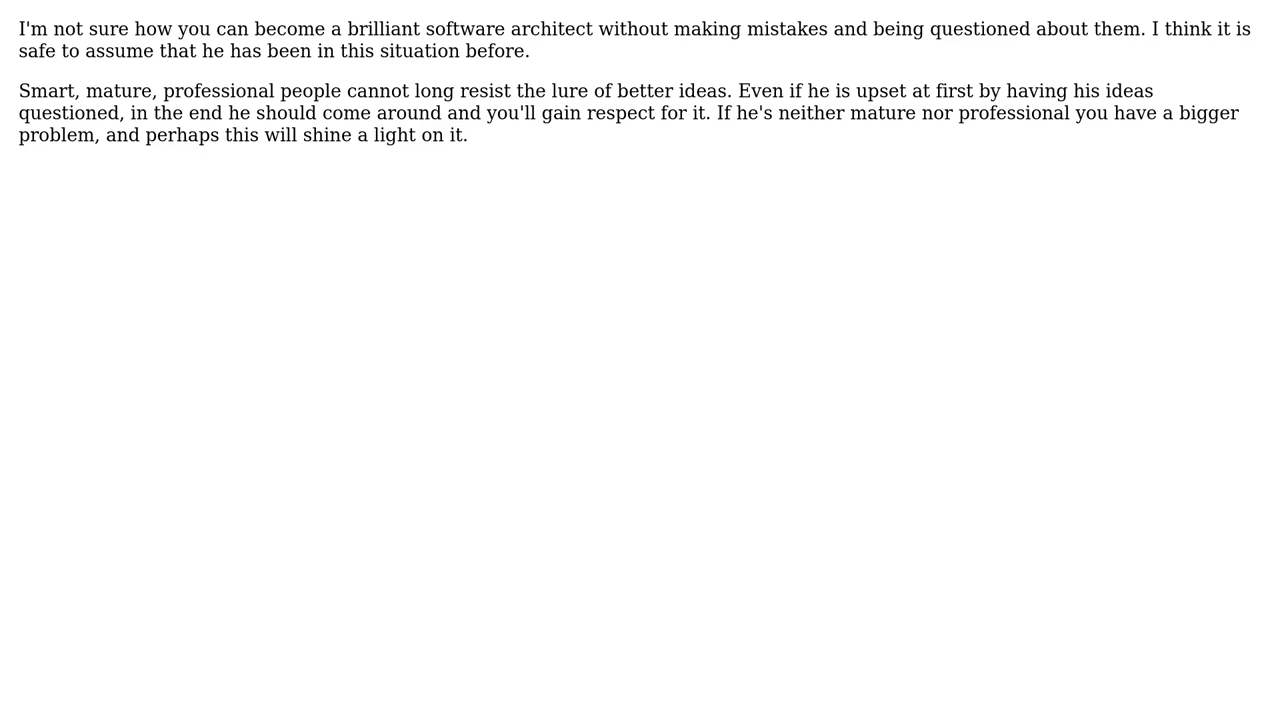 I'm not sure how you can become a brilliant software architect without making mistakes and being questioned about them. I think it is
safe to assume that he has been in this situation before.
Smart, mature, professional people cannot long resist the lure of better ideas. Even if he is upset at first by having his ideas
questioned, in the end he should come around and you'll gain respect for it. If he's neither mature nor professional you have a bigger
problem, and perhaps this will shine a light on it.